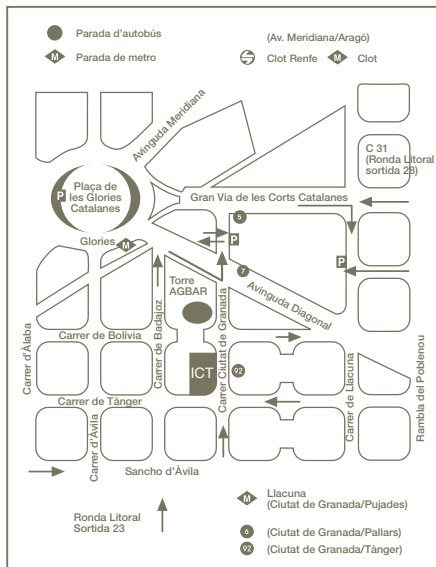 Parada d'autobús
(Av. Meridiana/Aragó)
M Parada de metro
Clot Renfe
M Clot
Avinguda Meridiana
C 31
(Ronda Litoral
sortida 28)
P
Plaça de
les Glories
Catalanes
Gran Via de les Corts Catalanes
5
P
Glories M
7
P
Torre
AGBAR
Avinguda Diagonal
Carrer d'Àlaba
Carrer de Bolívia
Carrer de Badajoz
Carrer Ciutat de Granada
ICT
92
Carrer de Llacuna
Rambla del Poblenou
Carrer de Tànger
Carrer d'Àvila
Sancho d'Àvila
M Llacuna
(Ciutat de Granada/Pujades)
Ronda Litoral
Sortida 23
6 (Ciutat de Granada/Pallars)
92 (Ciutat de Granada/Tànger)